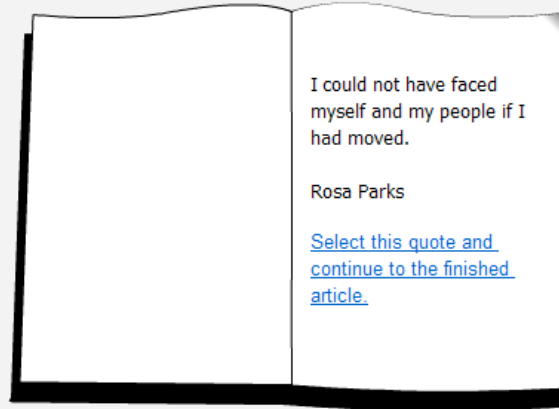 I could not have faced
myself and my people if I
had moved.
Rosa Parks
Select this quote and
continue to the finished
article.